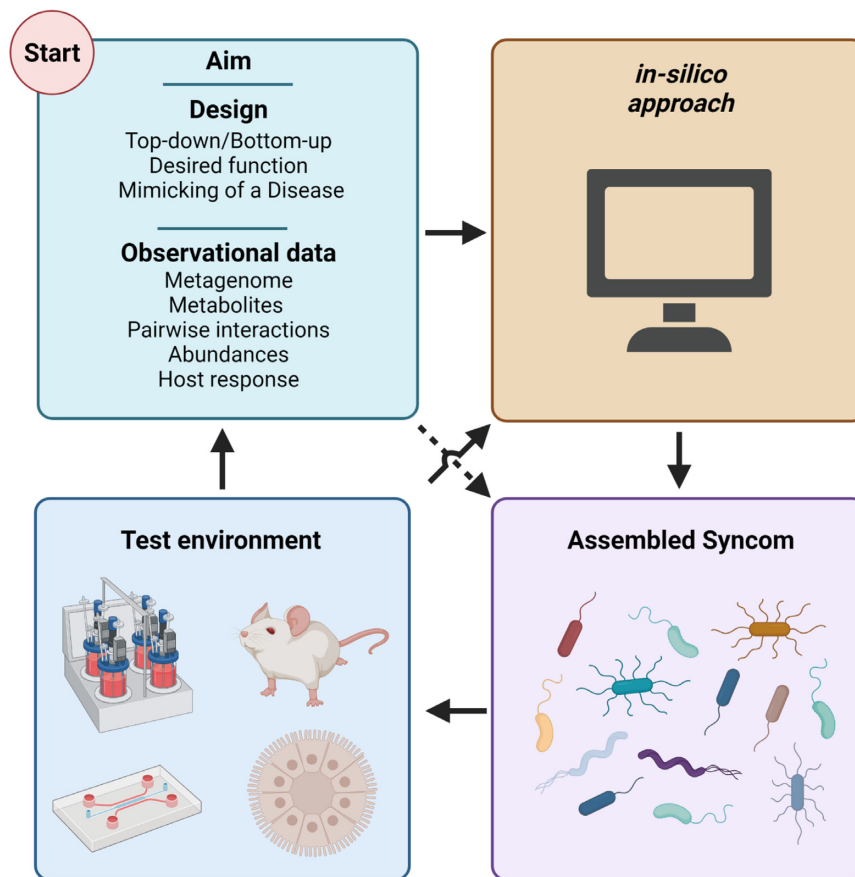 Start
Aim
Design
Top-down/Bottom-up
Desired function
Mimicking of a Disease
Observational data
Metagenome
Metabolites
Pairwise interactions
Abundances
Host response
in-silico
approach
Test environment
Assembled Syncom